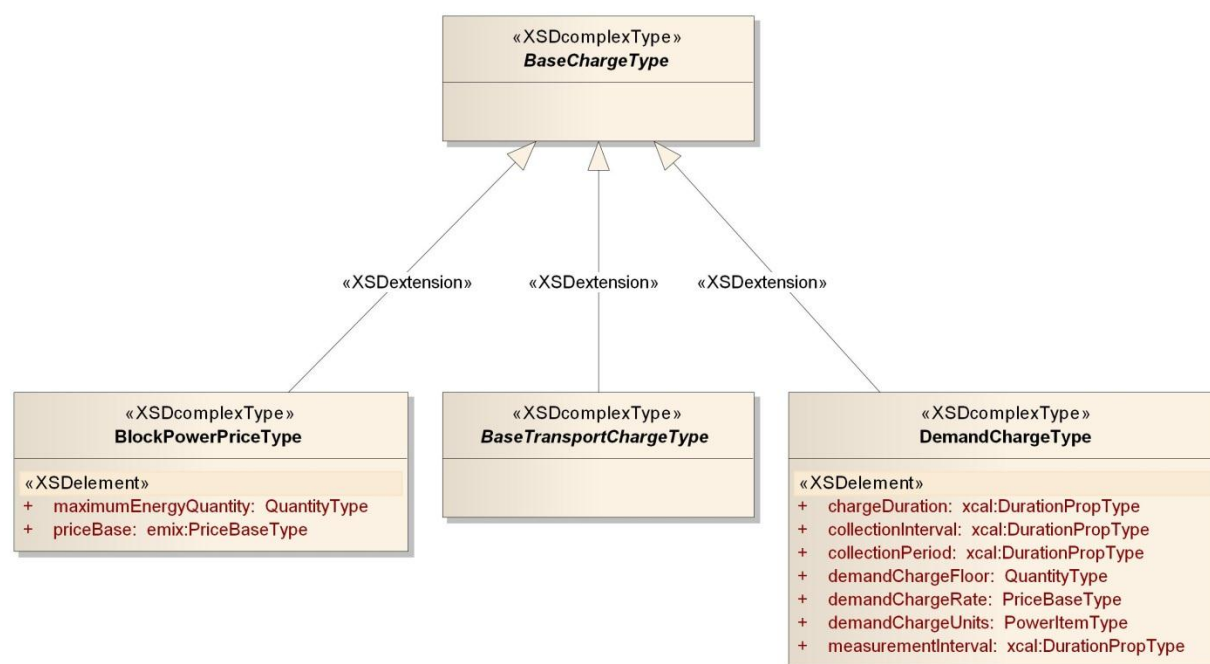 «XSDcomplexType»
BaseChargeType
«XSDextension»
«XSDextension»
«XSDextension»
«XSDcomplexType»
BlockPowerPriceType
«XSDelement»
+ maximumEnergyQuantity: QuantityType
+ priceBase: emix:PriceBaseType
«XSDcomplexType»
BaseTransportChargeType
«XSDcomplexType»
DemandChargeType
«XSDelement»
+ chargeDuration: xcal:DurationPropType
+ collectionInterval: xcal:DurationPropType
+ collectionPeriod: xcal:DurationPropType
+ demandChargeFloor: QuantityType
+ demandChargeRate: PriceBaseType
+ demandChargeUnits: PowerItemType
+ measurementInterval: xcal:DurationPropType